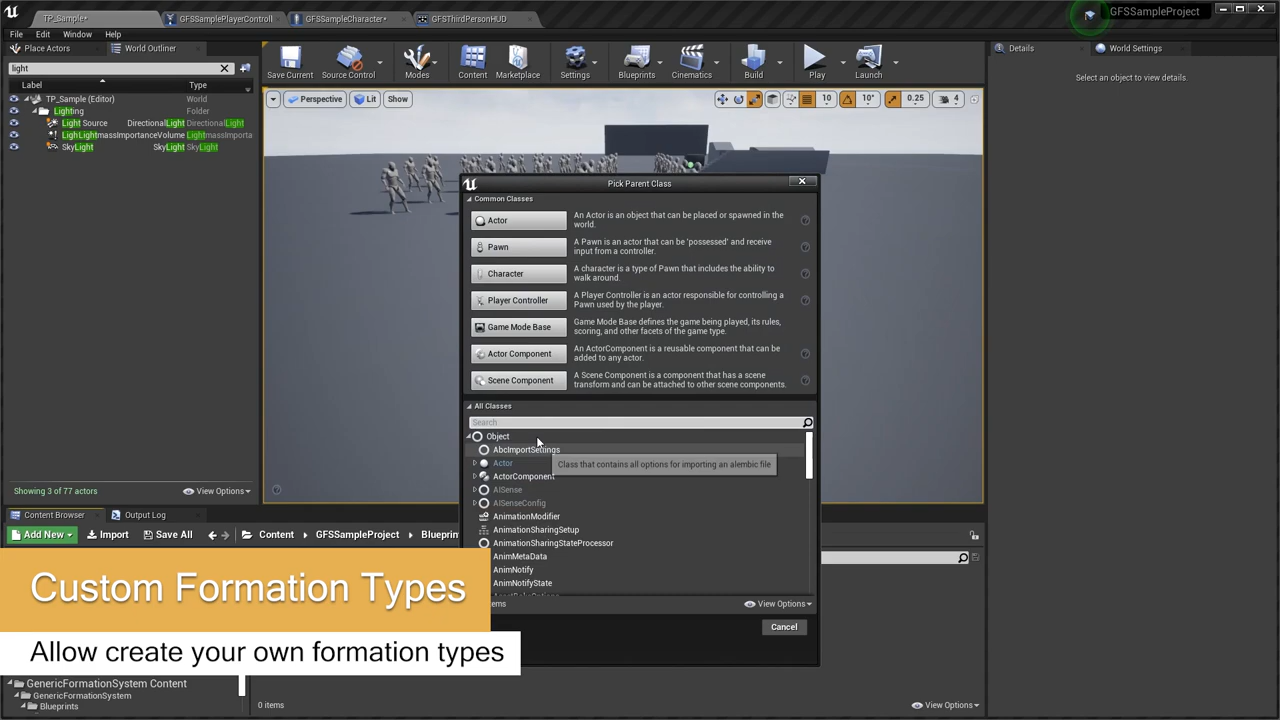 TP_Sample*
GFSSamplePlayerControll
GFSSampleCharacter*
GFSThirdPersonHUD
GFSSampleProject
File Edit Window Help
Place Actors
World Outliner
light
Label
Type
TP_Sample (Editor)
World
Lighting
Folder
Light Source
DirectionalLight
DirectionalLight
LighLightmassImportanceVolume
Lightmassimporta
SkyLight
SkyLight
SkyLight
Showing 3 of 77 actors
View Options
Save Current
Source Control
Modes
Content
Marketplace
Settings
Blueprints
Cinematics
Build
Play
Launch
Perspective
Lit
Show
10
10°
0.25
4
Details
World Settings
Select an object to view details.
Pick Parent Class
Common Classes
Actor
An Actor is an object that can be placed or spawned in the
world.
Pawn
A Pawn is an actor that can be 'possessed' and receive
input from a controller.
Character
A character is a type of Pawn that includes the ability to
walk around.
Player Controller
A Player Controller is an actor responsible for controlling a
Pawn used by the player.
Game Mode Base
Game Mode Base defines the game being played, its rules,
scoring, and other facets of the game type.
Actor Component
An ActorComponent is a reusable component that can be
added to any actor.
Scene Component
A Scene Component is a component that has a scene
transform and can be attached to other scene components.
All Classes
Search
Object
AbcImportSettings
Class that contains all options for importing an alembic file
Actor
ActorComponent
AISense
AISenseConfig
AnimationModifier
AnimationSharingSetup
AnimationSharingStateProcessor
AnimMetaData
AnimNotify
AnimNotifyState
View Options
Cancel
Content Browser
Output Log
Add New
Import
Save All
Content
GFSSampleProject
Custom Formation Types
Allow create your own formation types
GenericFormationSystem Content
GenericFormationSystem
Blueprints
0 items
View Options